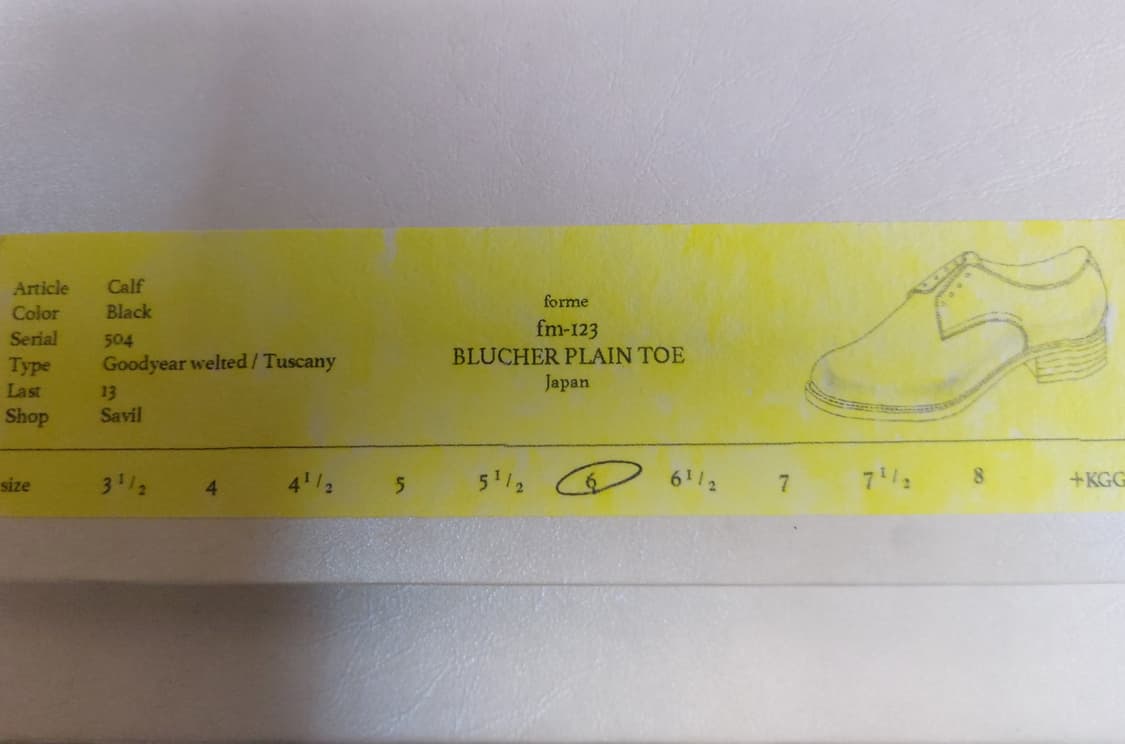 Article Calf
Color Black
Serial 504
Type Goodyear welted / Tuscany
Last 13
Shop Savil
forme
fm-123
BLUCHER PLAIN TOE
Japan
size 3 1/2 4 4 1/2 5 5 1/2 6 6 1/2 7 7 1/2 8 +KGG